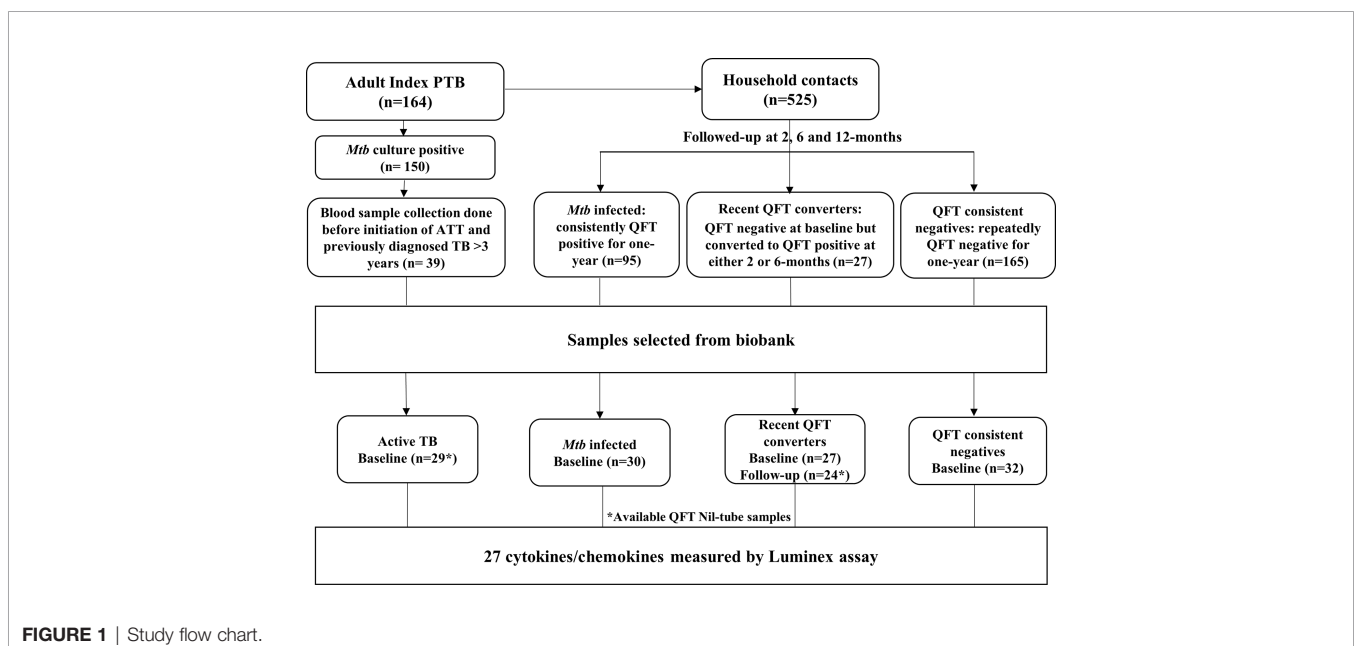 Adult Index PTB
(n=164)
Household contacts
(n=525)
Followed-up at 2, 6 and 12-months
Mtb culture positive
(n= 150)
Blood sample collection done
before initiation of ATT and
previously diagnosed TB >3
years (n= 39)
Mtb infected:
consistently QFT
positive for one-
year (n=95)
Recent QFT converters:
QFT negative at baseline but
converted to QFT positive at
either 2 or 6-months (n=27)
QFT consistent
negatives: repeatedly
QFT negative for
one-year (n=165)
Samples selected from biobank
Active TB
Baseline (n=29*)
Mtb infected
Baseline (n=30)
Recent QFT
converters
Baseline (n=27)
Follow-up (n=24*)
QFT consistent
negatives
Baseline (n=32)
*Available QFT Nil-tube samples
27 cytokines/chemokines measured by Luminex assay
FIGURE 1 | Study flow chart.